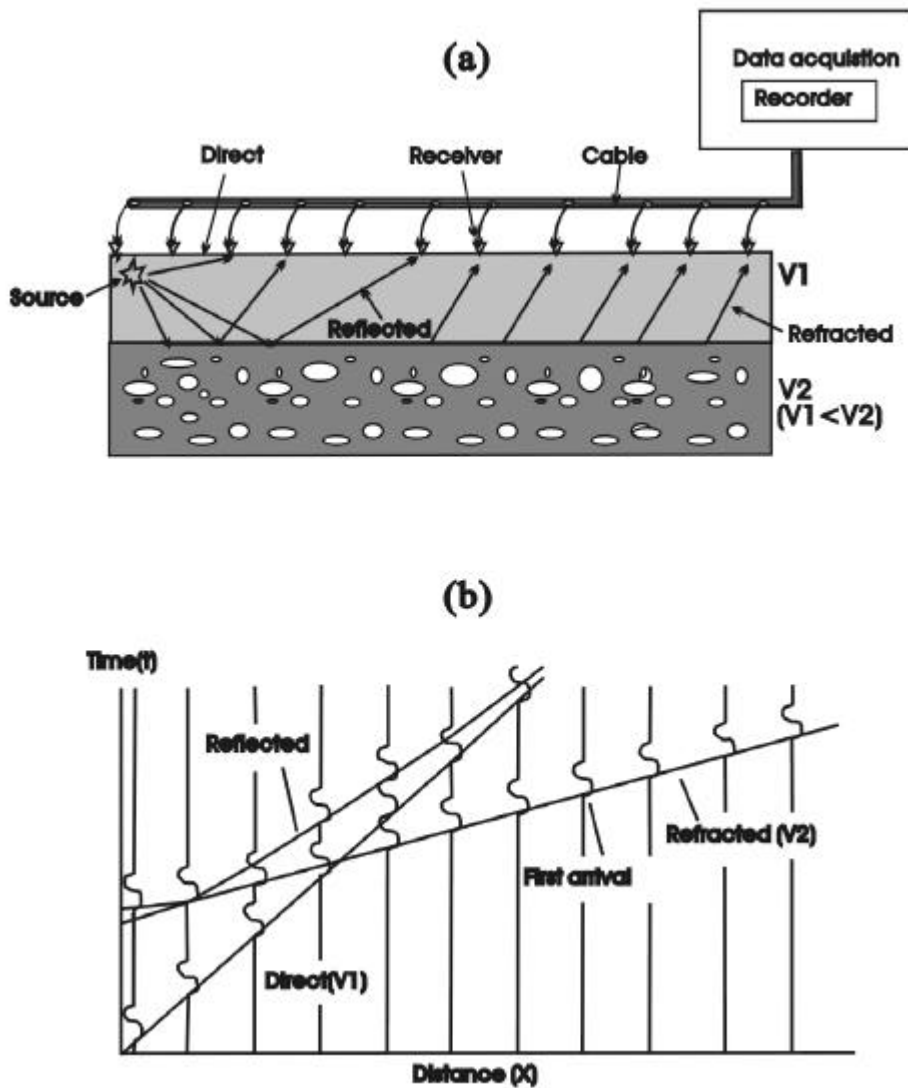 (a)
Data acquistion
Recorder
Direct
Receiver
Cable
V1
Source
Reflected
Refracted
V2
(V1<V2)
(b)
Time(t)
Reflected
Refracted (V2)
First arrival
Direct(V1)
Distance (X)